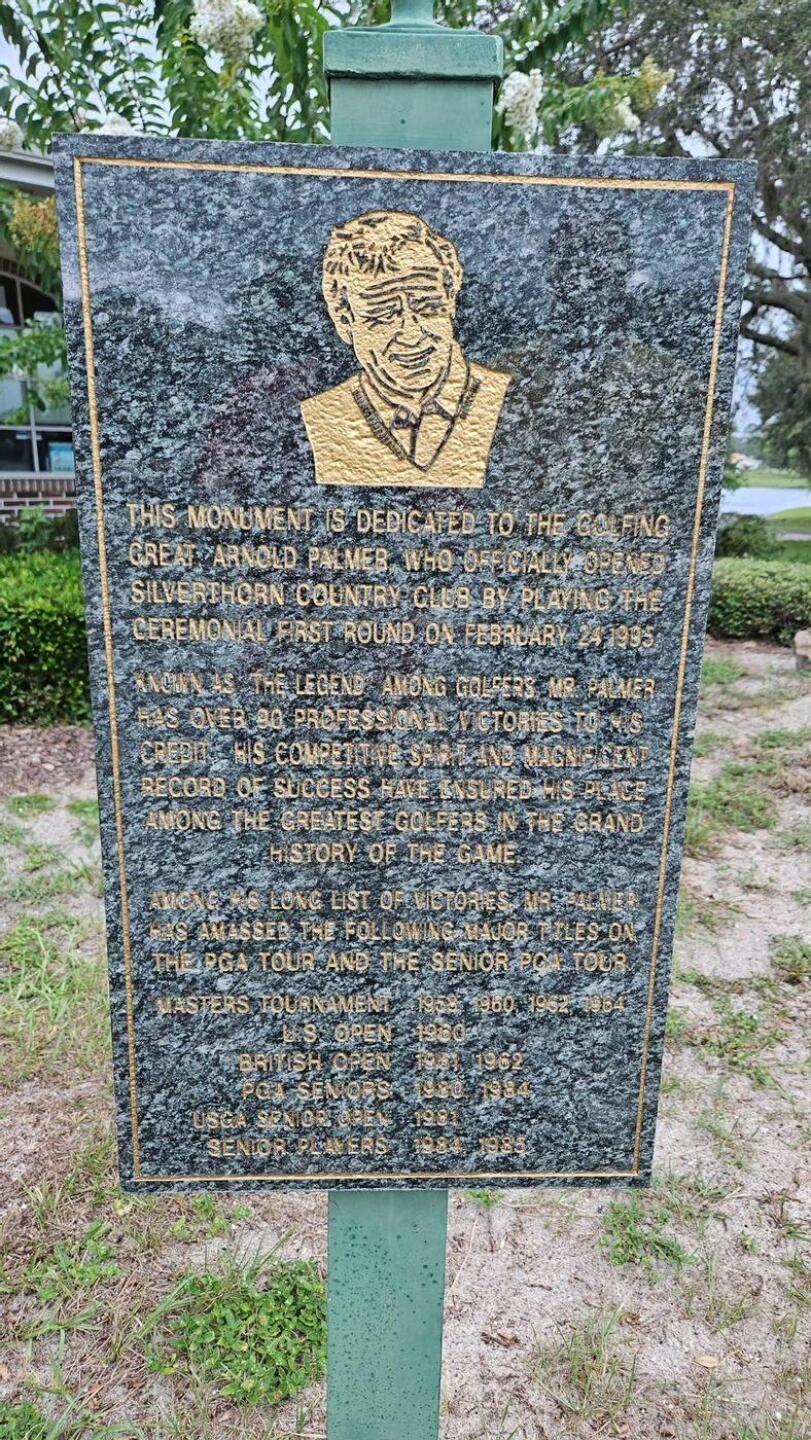 THIS MONUMENT IS DEDICATED TO THE GOLFING
GREAT, ARNOLD PALMER, WHO OFFICIALLY OPENED
SILVERTHORN COUNTRY CLUB BY PLAYING THE
CEREMONIAL FIRST ROUND ON FEBRUARY 24, 1995.
KNOWN AS "THE LEGEND" AMONG GOLFERS, MR. PALMER
HAS OVER 90 PROFESSIONAL VICTORIES TO HIS
CREDIT. HIS COMPETITIVE SPIRIT AND MAGNIFICENT
RECORD OF SUCCESS HAVE ENSURED HIS PLACE
AMONG THE GREATEST GOLFERS IN THE GRAND
HISTORY OF THE GAME.
AMONG HIS LONG LIST OF VICTORIES, MR. PALMER
HAS AMASSED THE FOLLOWING MAJOR TITLES ON
THE PGA TOUR AND THE SENIOR PGA TOUR.
MASTERS TOURNAMENT 1958, 1960, 1962, 1964
U.S. OPEN 1960
BRITISH OPEN 1961, 1962
PGA SENIORS 1980, 1984
USGA SENIOR OPEN 1981
SENIOR PLAYERS 1984, 1985